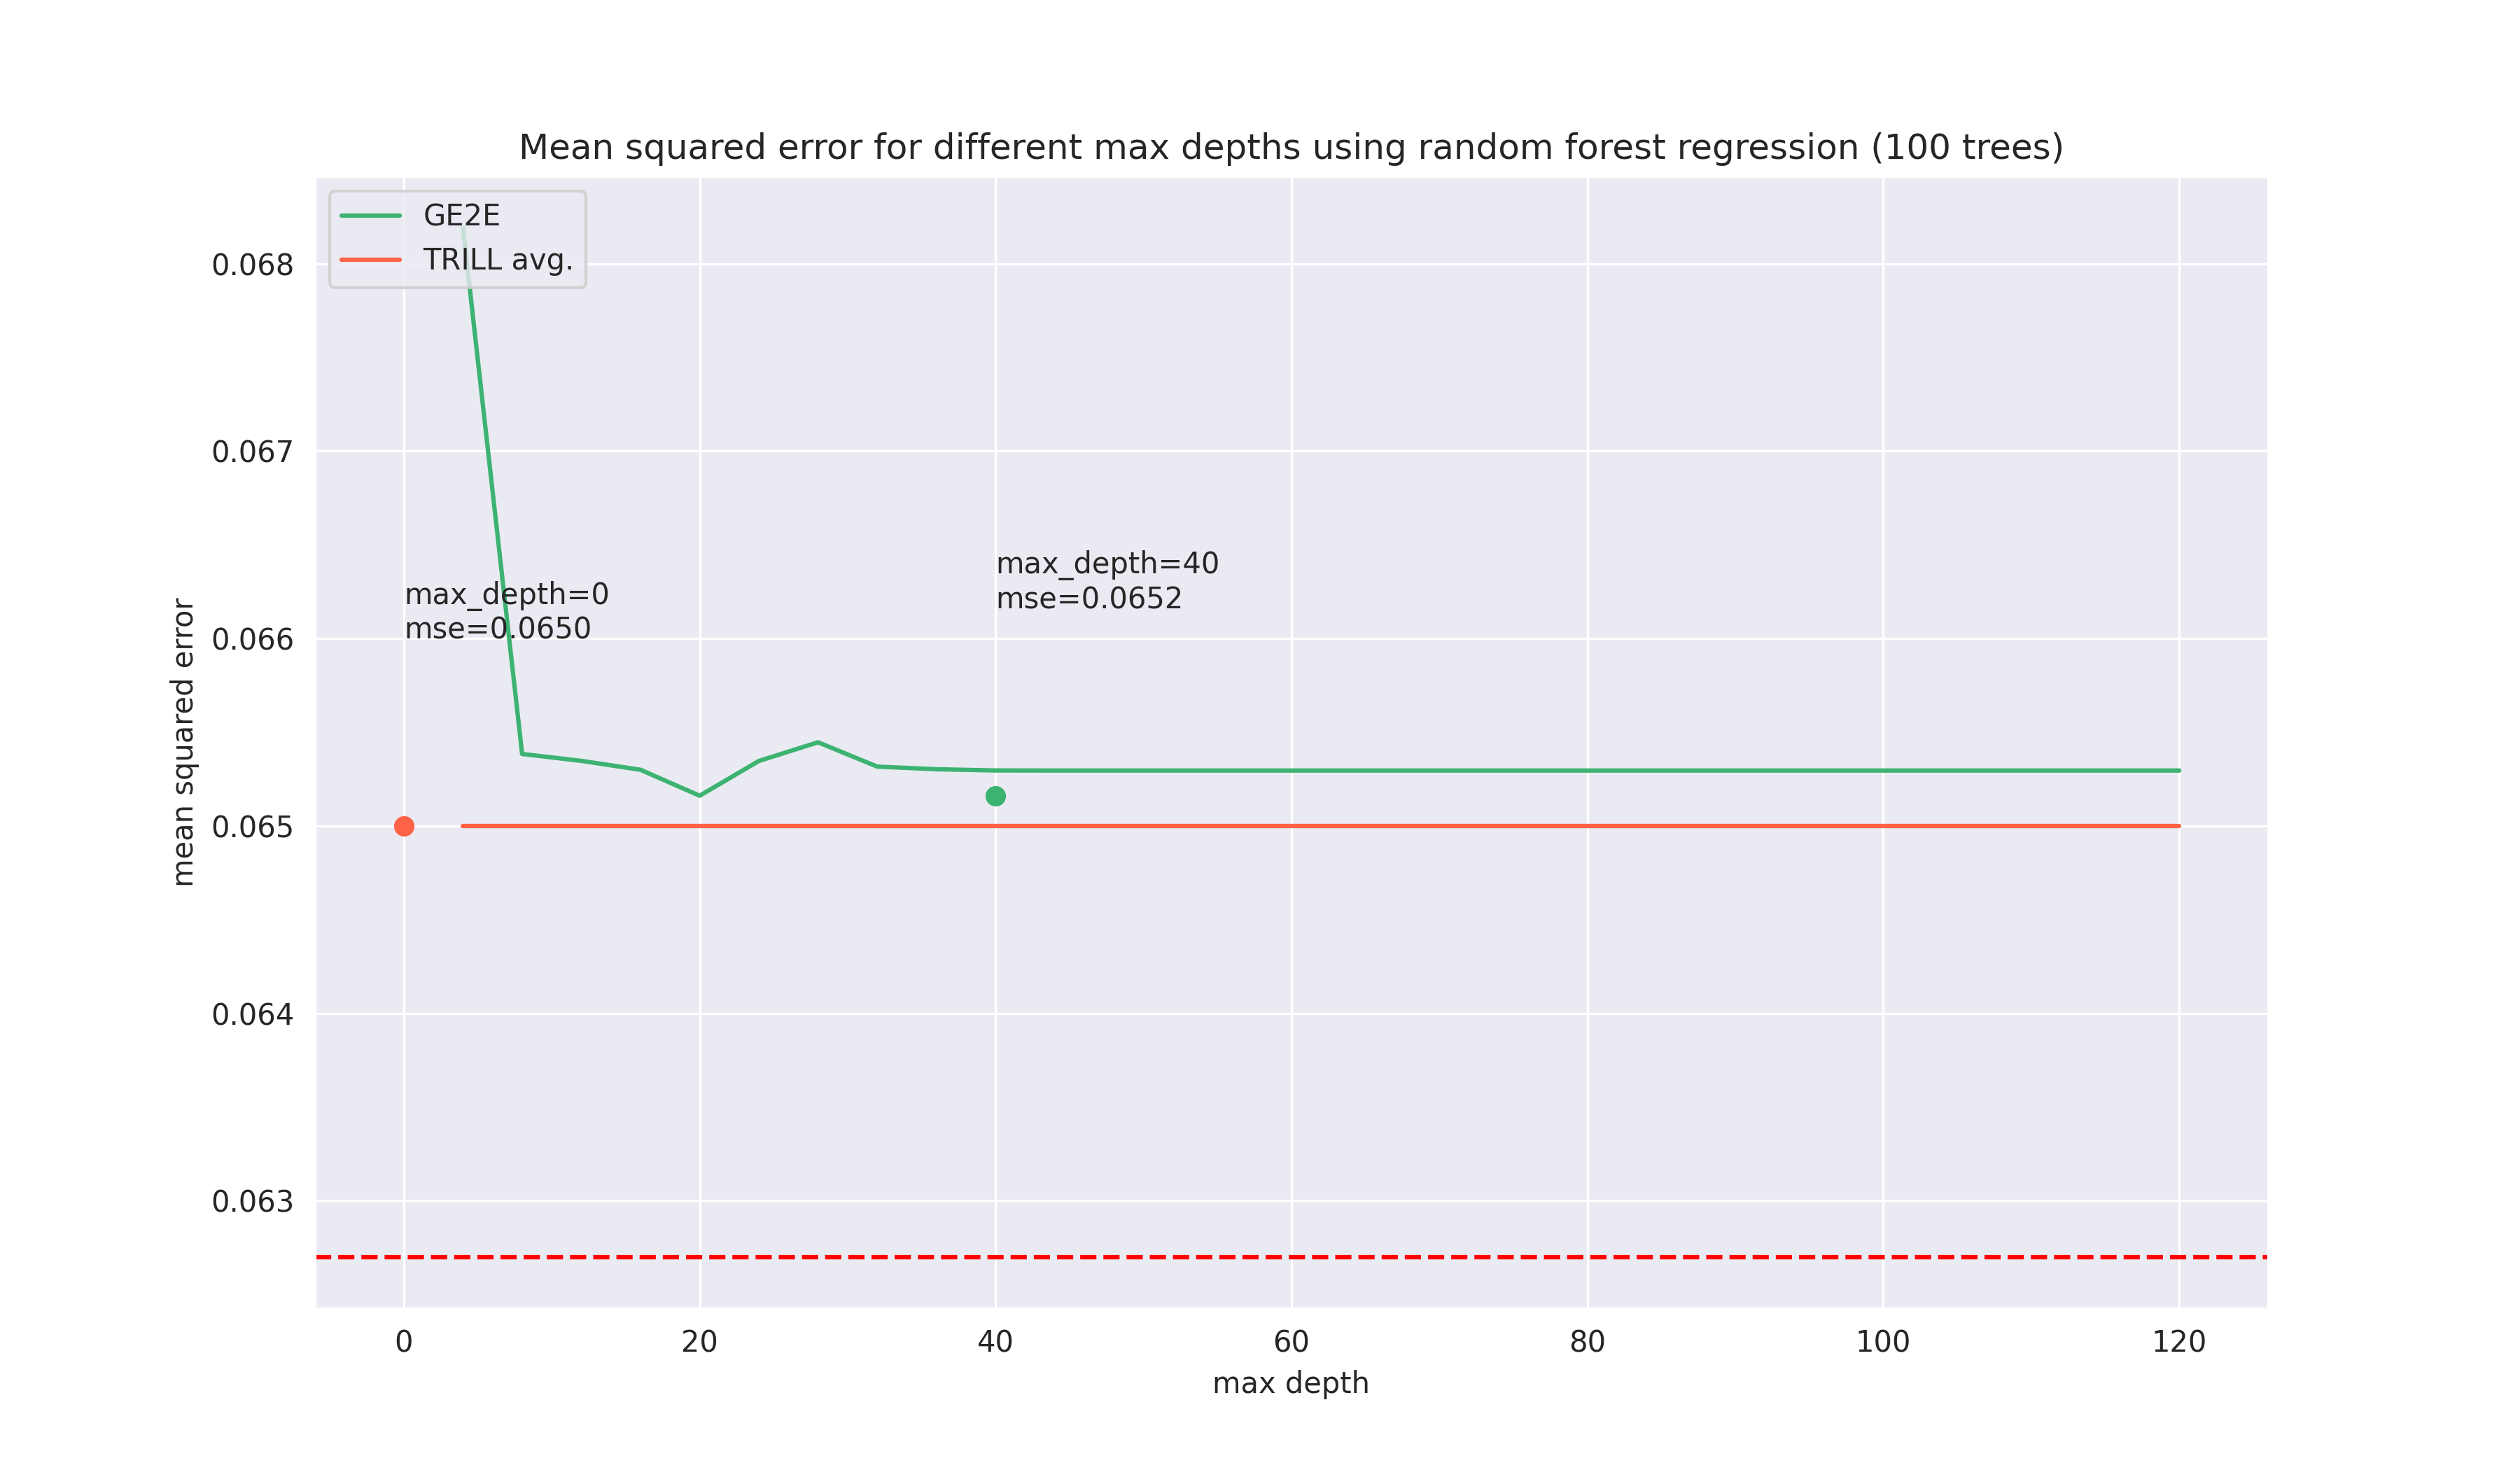 Mean squared error for different max depths using random forest regression (100 trees)
GE2E
TRILL avg.
0.068
0.067
0.066
0.065
0.064
0.063
mean squared error
max_depth=0
mse=0.0650
max_depth=40
mse=0.0652
0
20
40
60
80
100
120
max depth